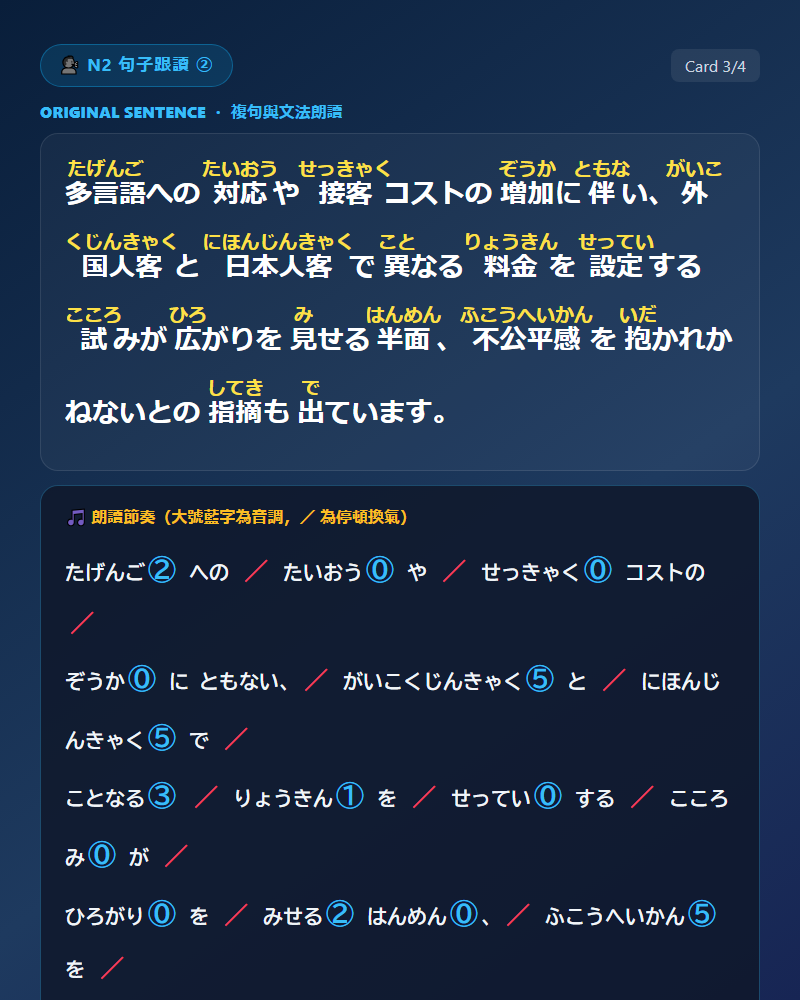 🗣️ N2 句子跟讀 ②
Card 3/4
ORIGINAL SENTENCE · 複句與文法朗讀
たげんご たいおう せっきゃく ぞうか ともな がいこ
多言語への 対応 や 接客 コストの 増加に 伴い、外
くじんきゃく にほんじんきゃく こと りょうきん せってい
国人客 と 日本人客 で 異なる 料金 を 設定 する
こころ ひろ み はんめん ふこうへいかん いだ
試みが 広がりを 見せる 半面 、 不公平感 を 抱かれか
してき で
ねないとの 指摘も 出ています。
🎵 朗讀節奏（大號藍字為音調，／ 為停頓換氣）
たげんご② への ／ たいおう⓪ や ／ せっきゃく⓪ コストの
／
ぞうか⓪ に ともない、／ がいこくじんきゃく⑤ と ／ にほんじ
んきゃく⑤ で ／
ことなる③ ／ りょうきん① を ／ せってい⓪ する ／ こころ
み⓪ が ／
ひろがり⓪ を ／ みせる② はんめん⓪、／ ふこうへいかん⑤
を ／